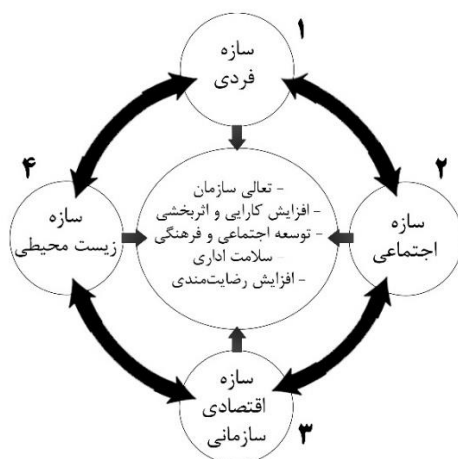 ۱
سازه
فردی
۲
سازه
اجتماعی
۳
سازه
اقتصادی
سازمانی
۴
سازه
زیست محیطی
- تعالی سازمان
- افزایش کارایی و اثربخشی
- توسعه اجتماعی و فرهنگی
- سلامت اداری
- افزایش رضایت‌مندی